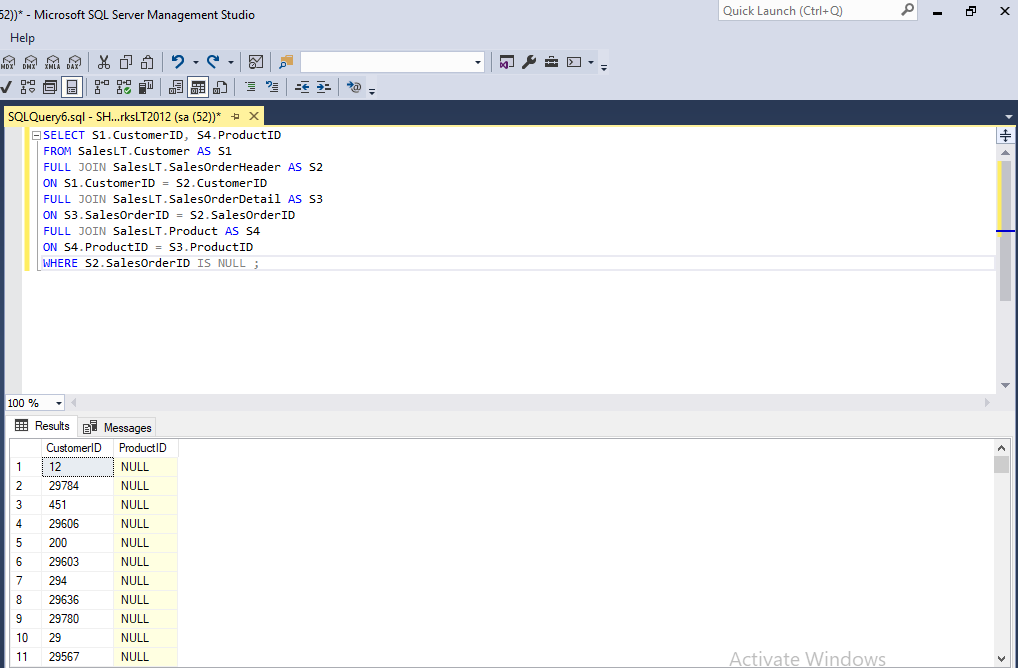 52))* - Microsoft SQL Server Management Studio
Quick Launch (Ctrl+Q)
Help
MDX DMX XMLA DAX
SQLQuery6.sql - SH...rksLT2012 (sa (52))*
SELECT S1.CustomerID, S4.ProductID
FROM SalesLT.Customer AS S1
FULL JOIN SalesLT.SalesOrderHeader AS S2
ON S1.CustomerID = S2.CustomerID
FULL JOIN SalesLT.SalesOrderDetail AS S3
ON S3.SalesOrderID = S2.SalesOrderID
FULL JOIN SalesLT.Product AS S4
ON S4.ProductID = S3.ProductID
WHERE S2.SalesOrderID IS NULL ;
100 %
Results Messages
CustomerID ProductID
1 12 NULL
2 29784 NULL
3 451 NULL
4 29606 NULL
5 200 NULL
6 29603 NULL
7 294 NULL
8 29636 NULL
9 29780 NULL
10 29 NULL
11 29567 NULL
Activate Windows